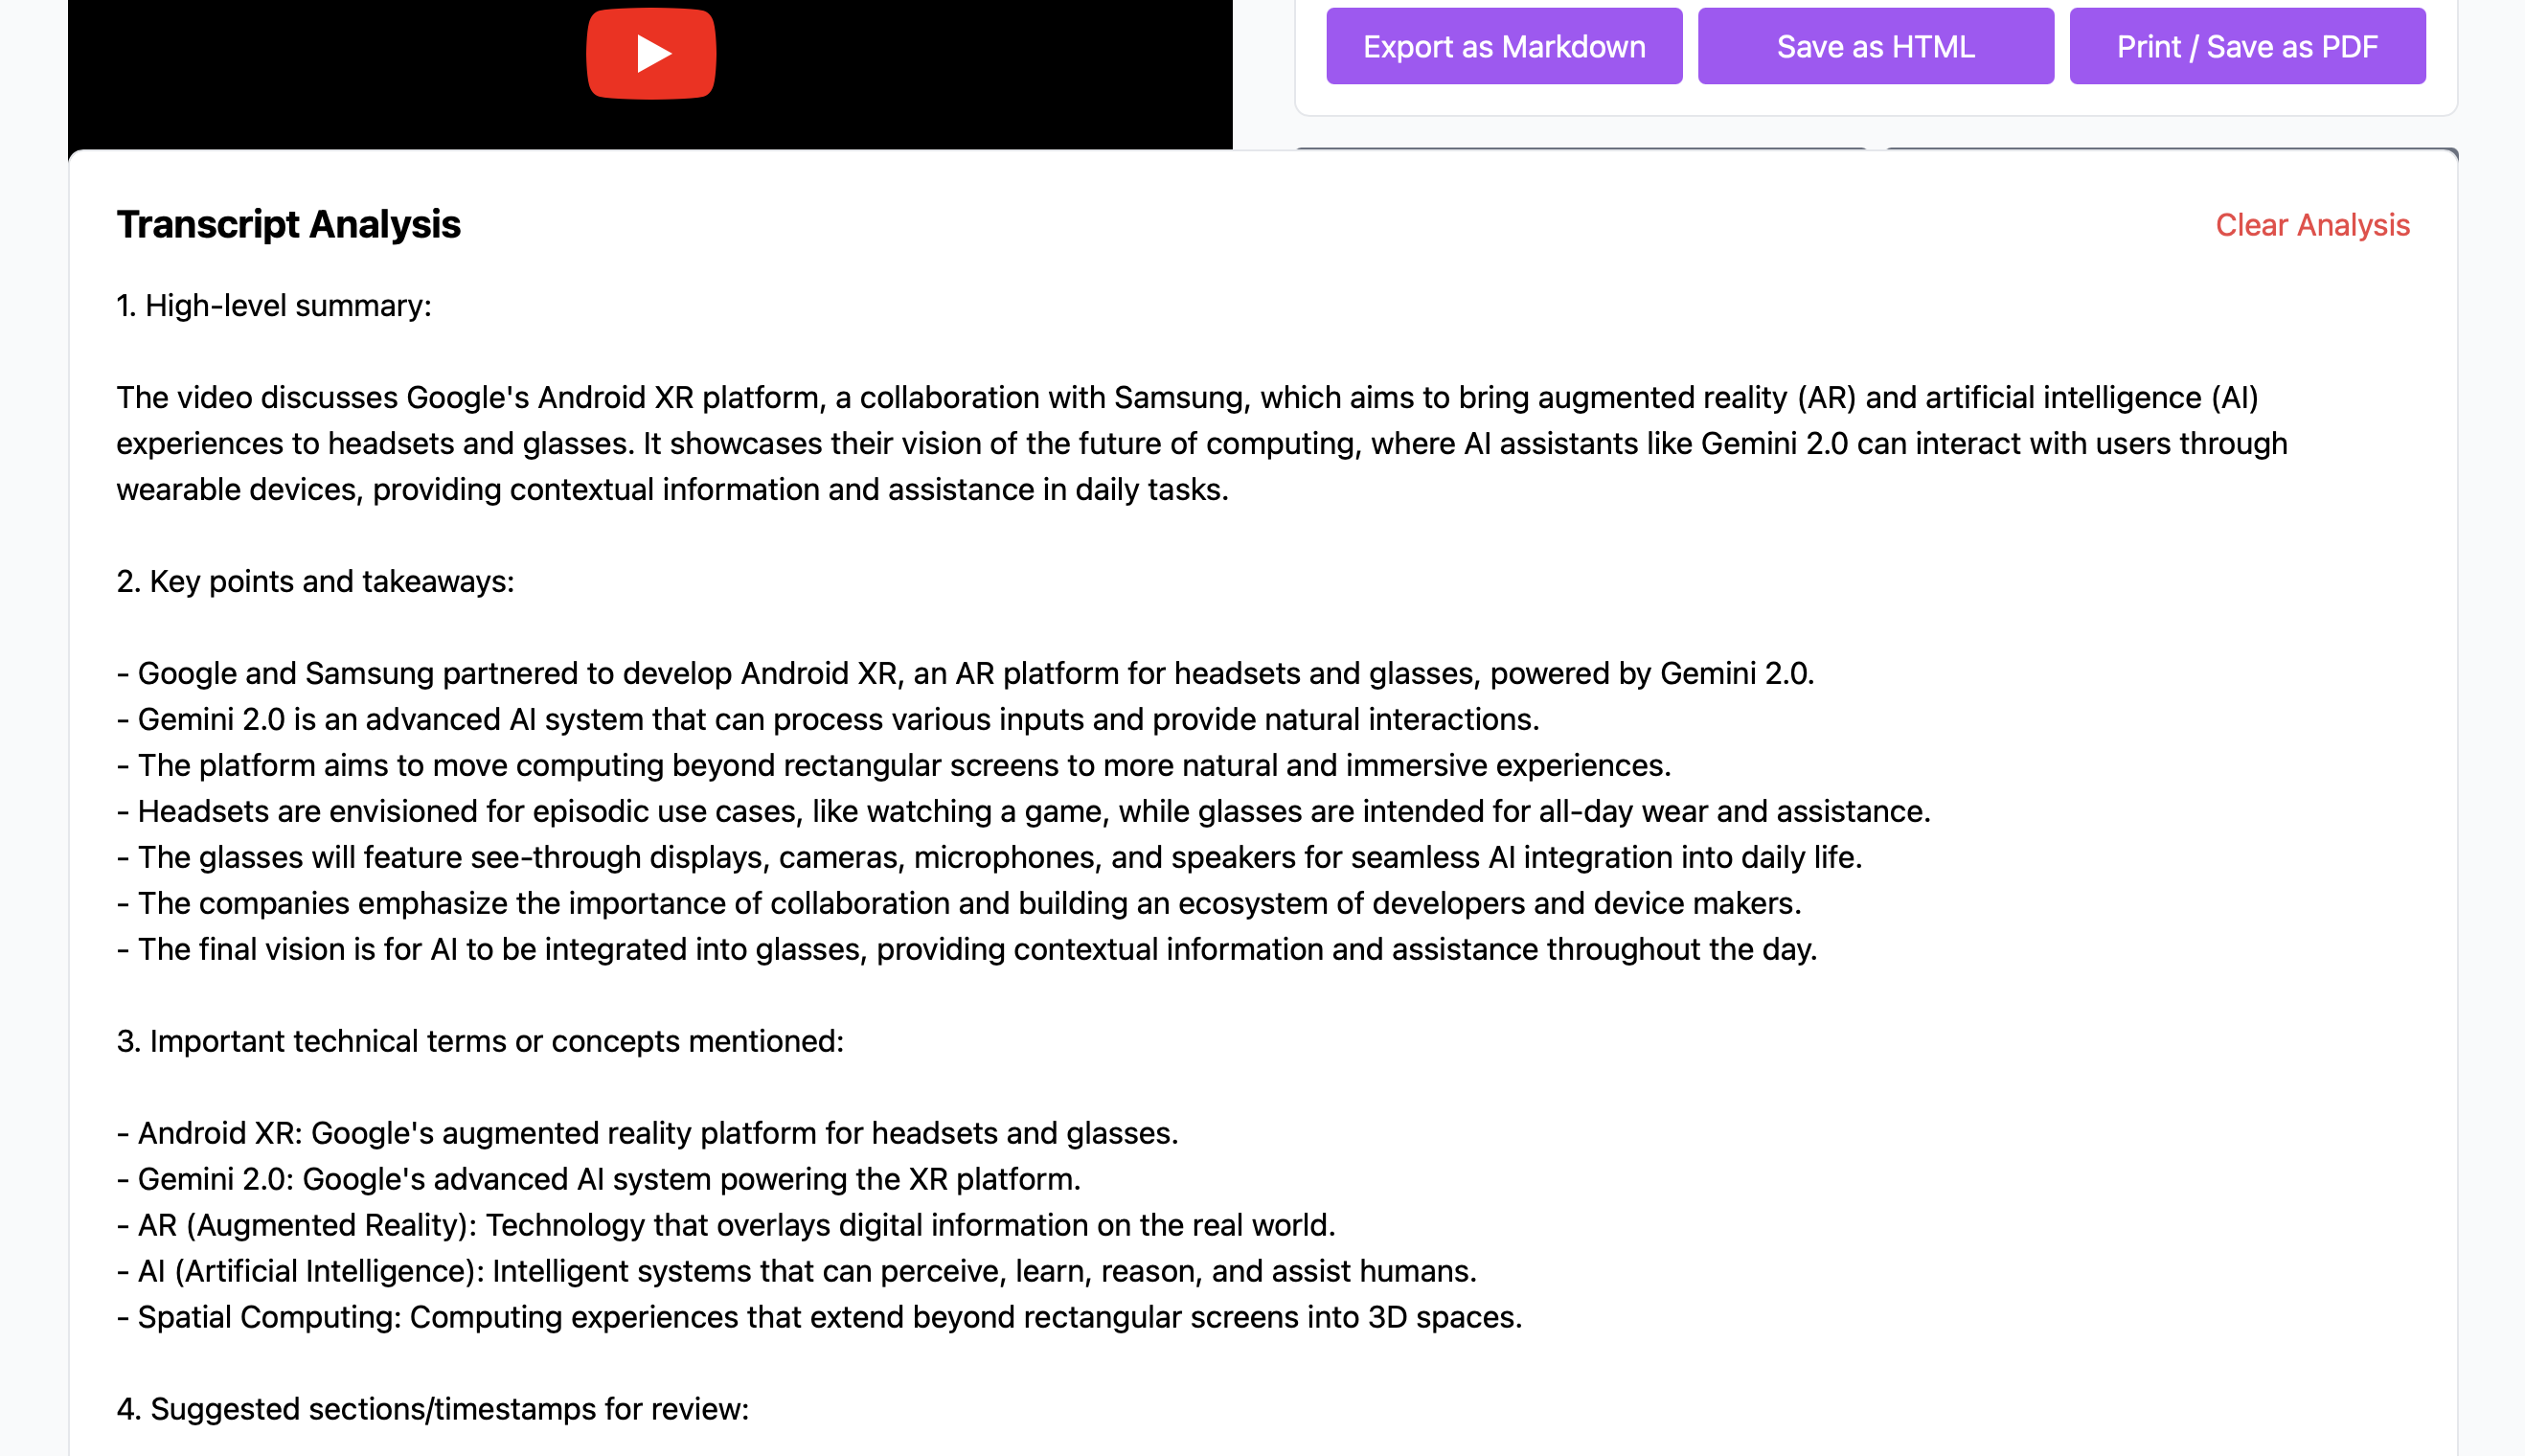 Export as Markdown
Save as HTML
Print / Save as PDF
Transcript Analysis
Clear Analysis
1. High-level summary:
The video discusses Google's Android XR platform, a collaboration with Samsung, which aims to bring augmented reality (AR) and artificial intelligence (AI)
experiences to headsets and glasses. It showcases their vision of the future of computing, where AI assistants like Gemini 2.0 can interact with users through
wearable devices, providing contextual information and assistance in daily tasks.
2. Key points and takeaways:
- Google and Samsung partnered to develop Android XR, an AR platform for headsets and glasses, powered by Gemini 2.0.
- Gemini 2.0 is an advanced AI system that can process various inputs and provide natural interactions.
- The platform aims to move computing beyond rectangular screens to more natural and immersive experiences.
- Headsets are envisioned for episodic use cases, like watching a game, while glasses are intended for all-day wear and assistance.
- The glasses will feature see-through displays, cameras, microphones, and speakers for seamless AI integration into daily life.
- The companies emphasize the importance of collaboration and building an ecosystem of developers and device makers.
- The final vision is for AI to be integrated into glasses, providing contextual information and assistance throughout the day.
3. Important technical terms or concepts mentioned:
- Android XR: Google's augmented reality platform for headsets and glasses.
- Gemini 2.0: Google's advanced AI system powering the XR platform.
- AR (Augmented Reality): Technology that overlays digital information on the real world.
- AI (Artificial Intelligence): Intelligent systems that can perceive, learn, reason, and assist humans.
- Spatial Computing: Computing experiences that extend beyond rectangular screens into 3D spaces.
4. Suggested sections/timestamps for review: